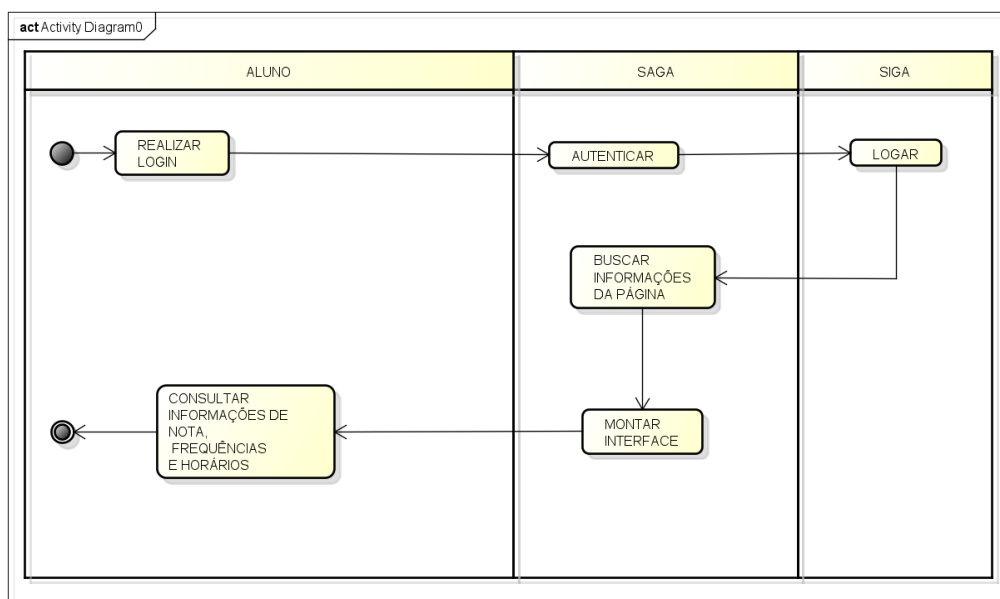 act Activity Diagram0
ALUNO
SAGA
SIGA
REALIZAR
LOGIN
AUTENTICAR
LOGAR
BUSCAR
INFORMAÇÕES
DA PÁGINA
CONSULTAR
INFORMAÇÕES DE
NOTA,
FREQUÊNCIAS
E HORÁRIOS
MONTAR
INTERFACE